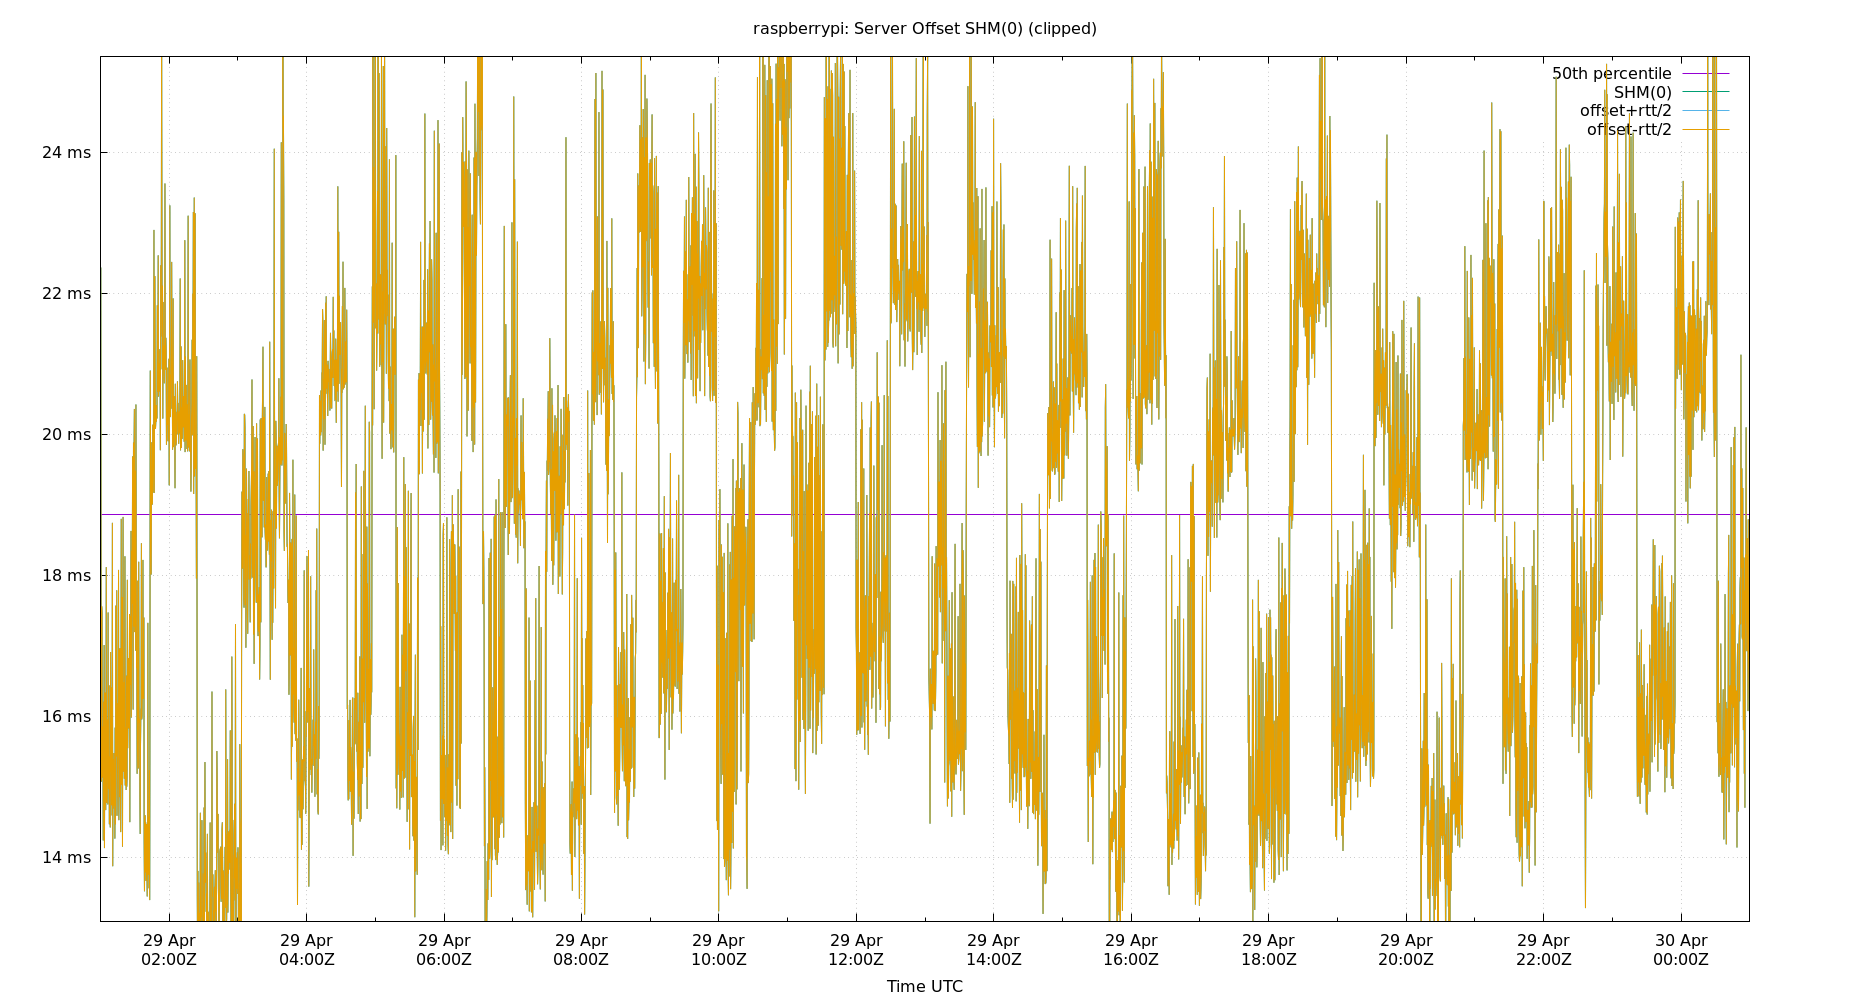 raspberrypi: Server Offset SHM(0) (clipped)
50th percentile
SHM(0)
offset+rtt/2
offset-rtt/2
24 ms
22 ms
20 ms
18 ms
16 ms
14 ms
29 Apr 29 Apr 29 Apr 29 Apr 29 Apr 29 Apr 29 Apr 29 Apr 29 Apr 29 Apr 29 Apr 30 Apr
02:00Z 04:00Z 06:00Z 08:00Z 10:00Z 12:00Z 14:00Z 16:00Z 18:00Z 20:00Z 22:00Z 00:00Z
Time UTC